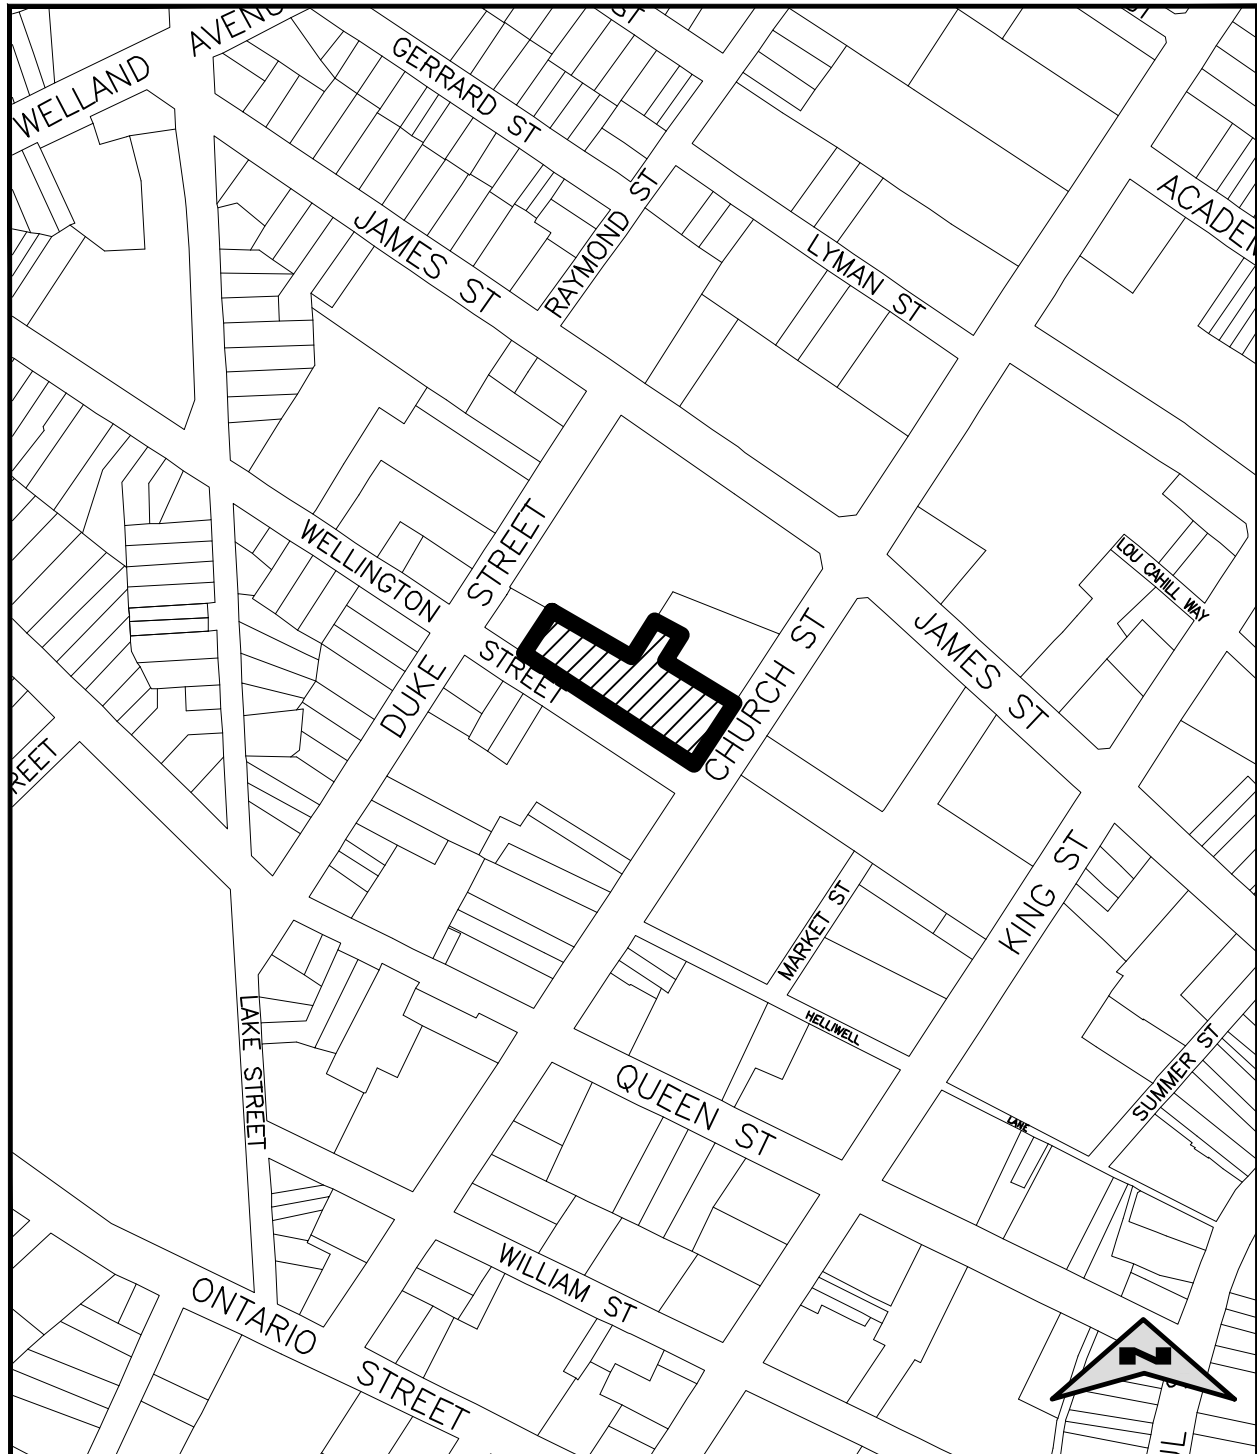 ST
WELLAND AVENU
GERRARD ST
RAYMOND ST
JAMES ST
LYMAN ST
ACADEM
WELLINGTON STREET
DUKE STREET
LOU CAHILL WAY
JAMES ST
CHURCH ST
REET
KING ST
MARKET ST
HELLIWELL LANE
SUMMER ST
LAKE STREET
QUEEN ST
WILLIAM ST
ONTARIO STREET
N